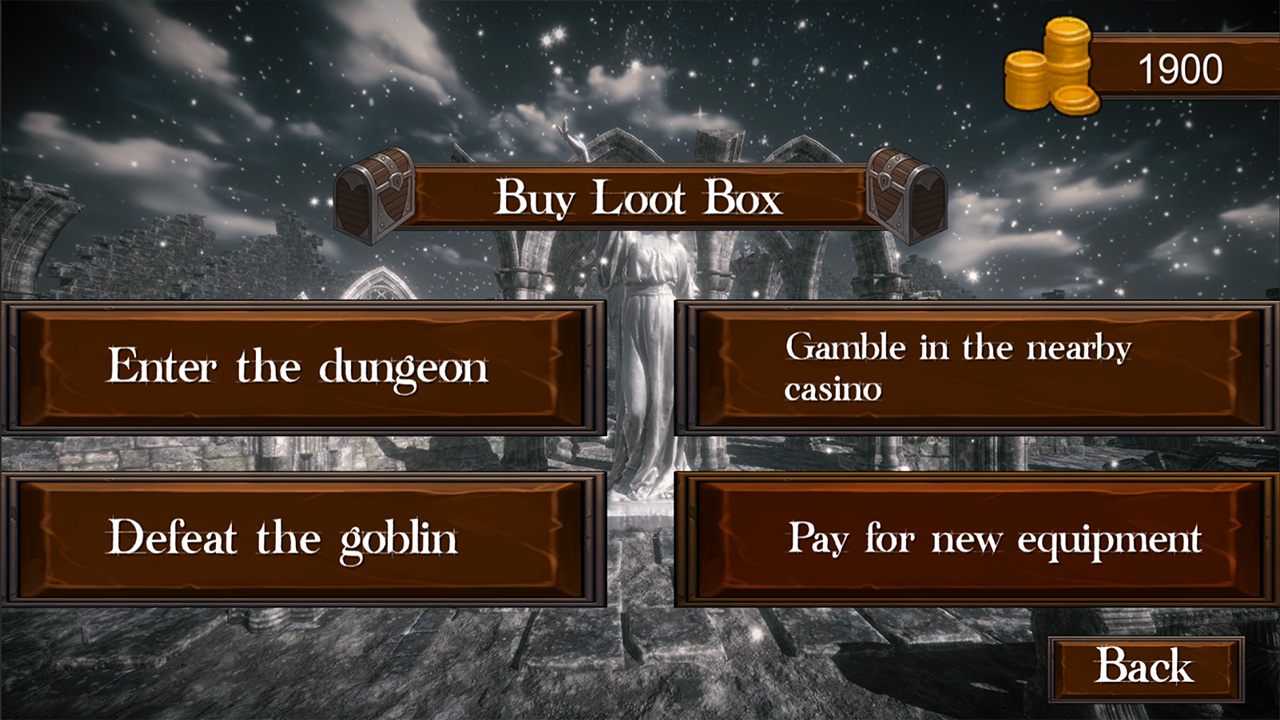 1900
Buy Loot Box
Enter the dungeon
Gamble in the nearby
casino
Defeat the goblin
Pay for new equipment
Back